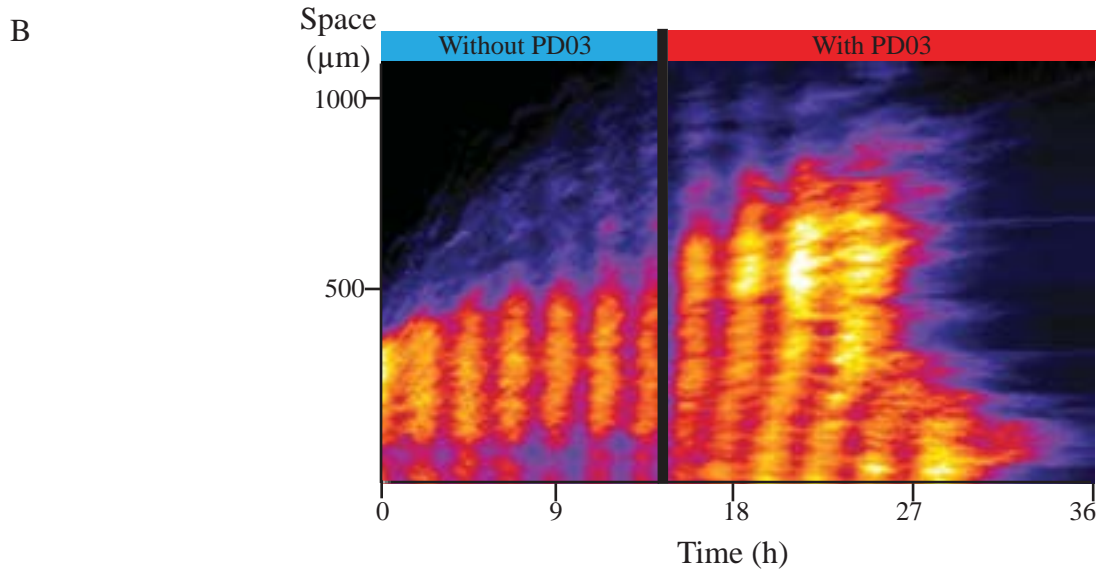 B
Space
(μm)
Without PD03
With PD03
1000
500
0
9
18
27
36
Time (h)